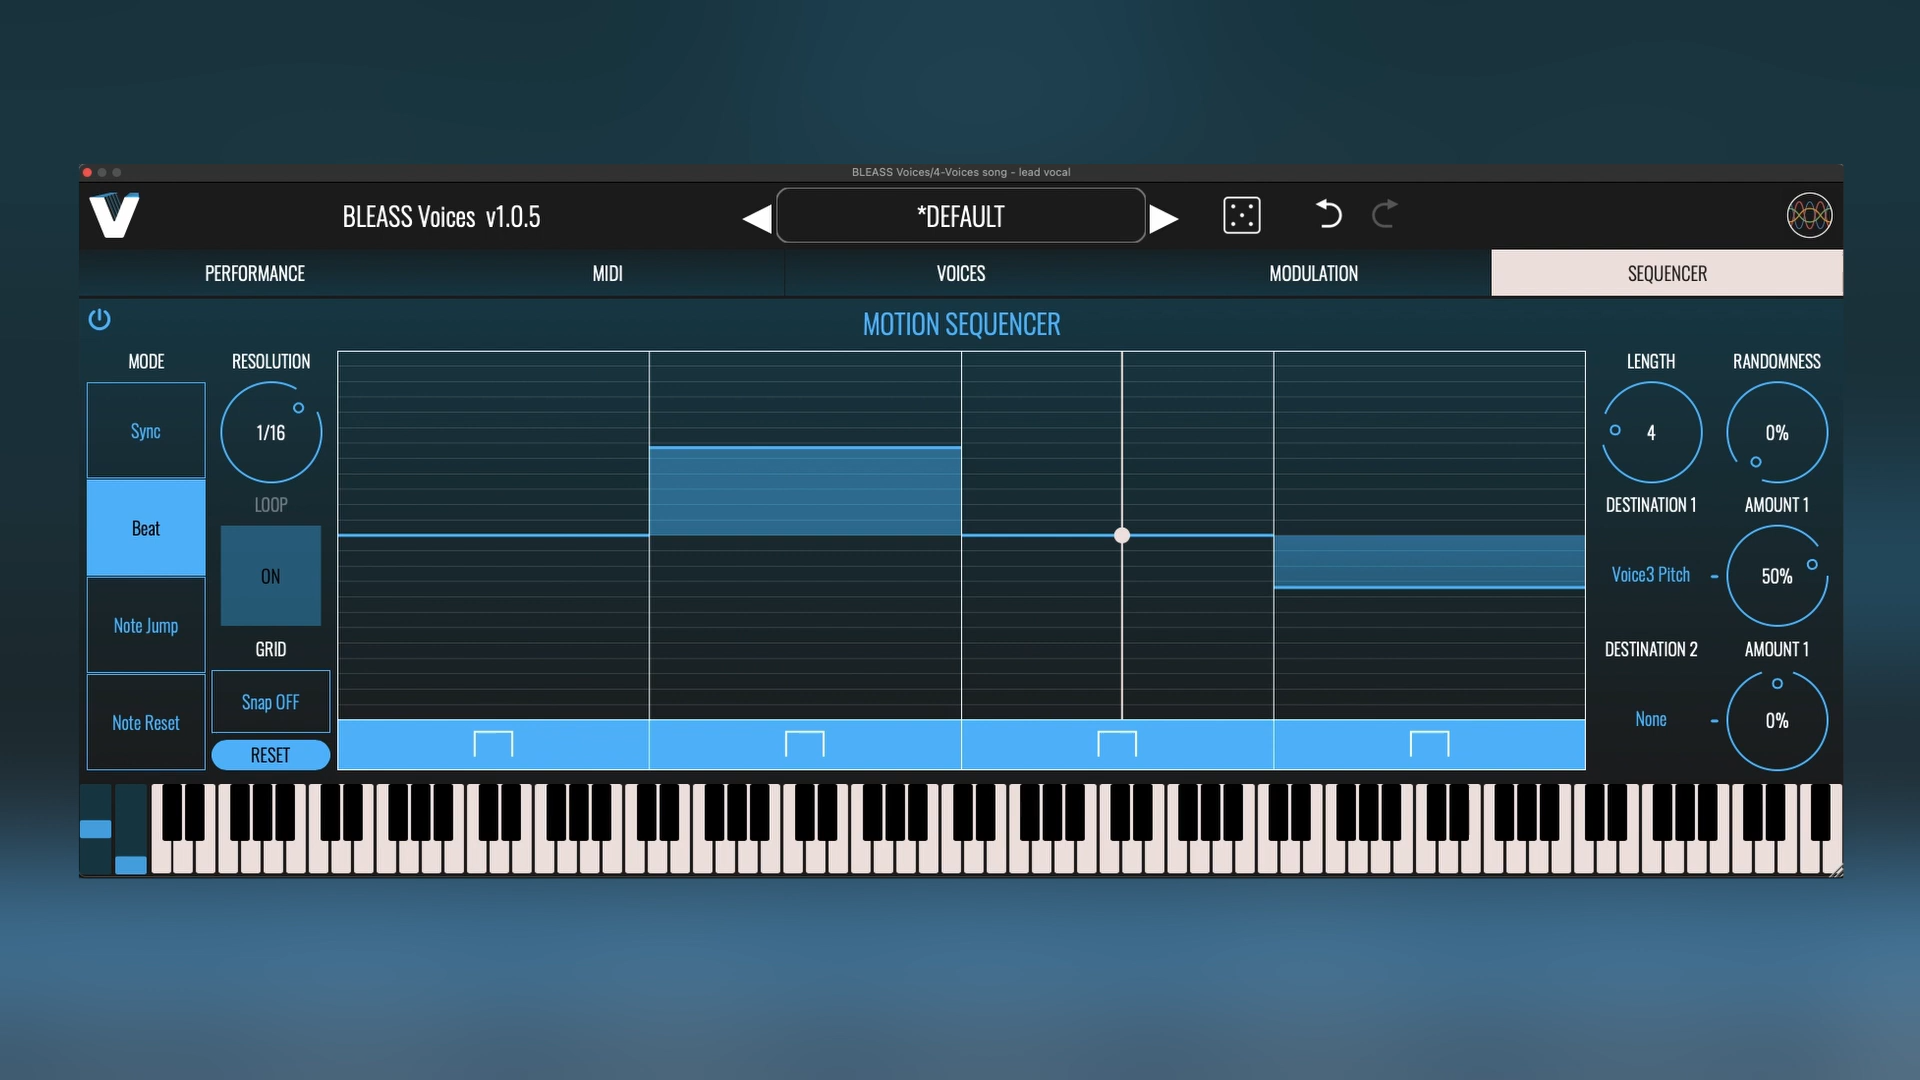 BLEASS Voices/4-Voices song - lead vocal
V
BLEASS Voices v1.0.5
*DEFAULT
PERFORMANCE
MIDI
VOICES
MODULATION
SEQUENCER
MOTION SEQUENCER
MODE
RESOLUTION
LENGTH
RANDOMNESS
Sync
1/16
4
0%
LOOP
DESTINATION 1
AMOUNT 1
Beat
ON
Voice3 Pitch
50%
Note Jump
GRID
DESTINATION 2
AMOUNT 1
Snap OFF
Note Reset
None
0%
RESET